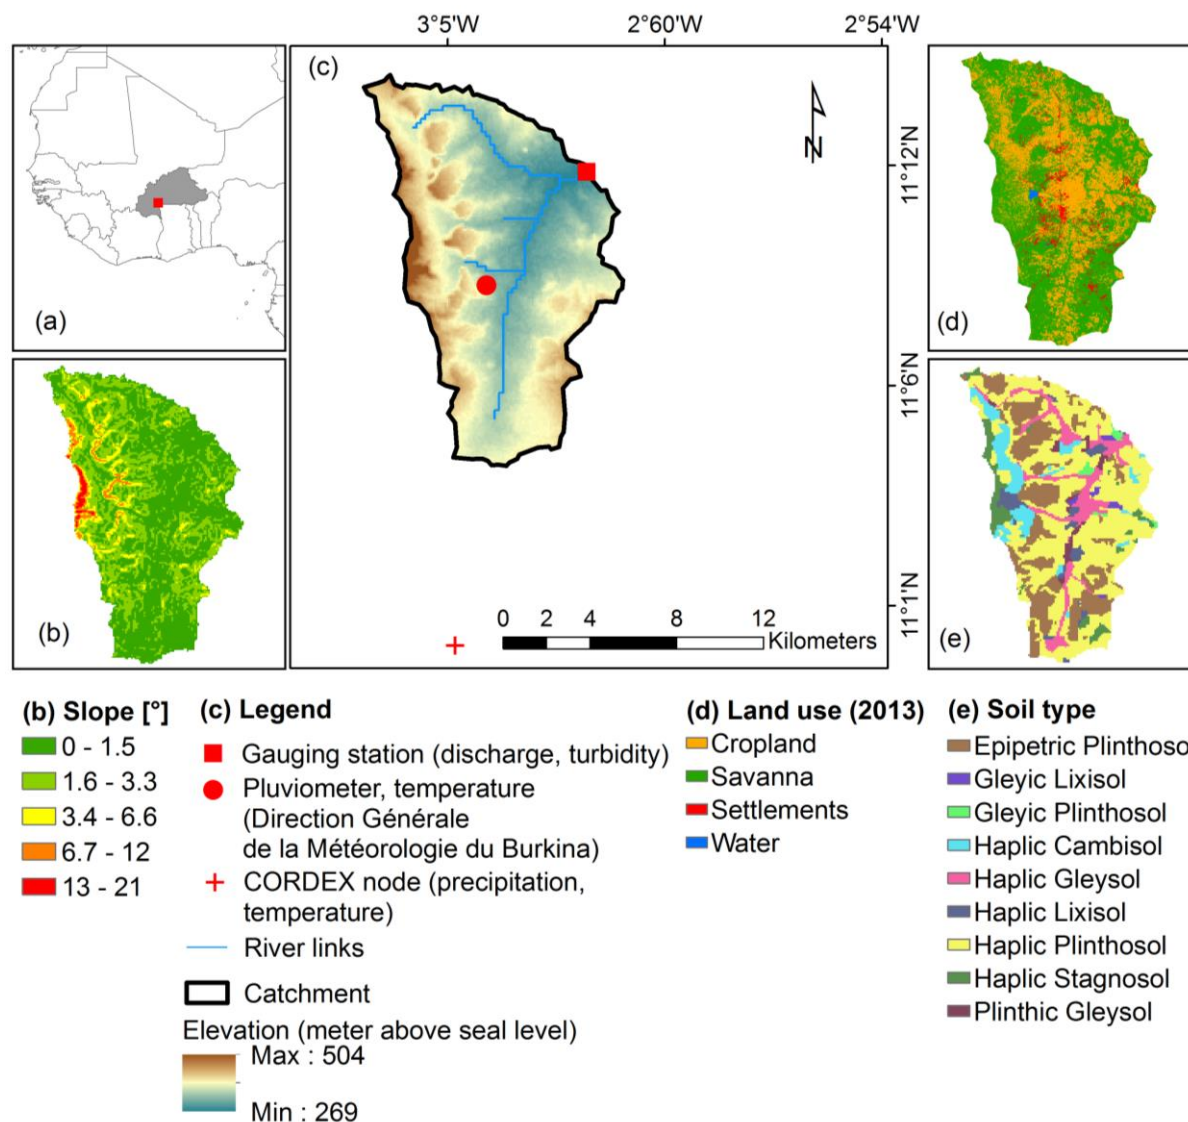 3°5'W 2°60'W 2°54'W
(a)
(b)
(c)
N
11°2'N
11°6'N
11°1'N
0 2 4 8 12
Kilometers
(d)
(e)
(b) Slope [°]
0 - 1.5
1.6 - 3.3
3.4 - 6.6
6.7 - 12
13 - 21
(c) Legend
Gauging station (discharge, turbidity)
Pluviometer, temperature
(Direction Générale
de la Météorologie du Burkina)
CORDEX node (precipitation,
temperature)
River links
Catchment
Elevation (meter above seal level)
Max : 504
Min : 269
(d) Land use (2013)
Cropland
Savanna
Settlements
Water
(e) Soil type
Epipetric Plinthoso
Gleyic Lixisol
Gleyic Plinthosol
Haplic Cambisol
Haplic Gleysol
Haplic Lixisol
Haplic Plinthosol
Haplic Stagnosol
Plinthic Gleysol